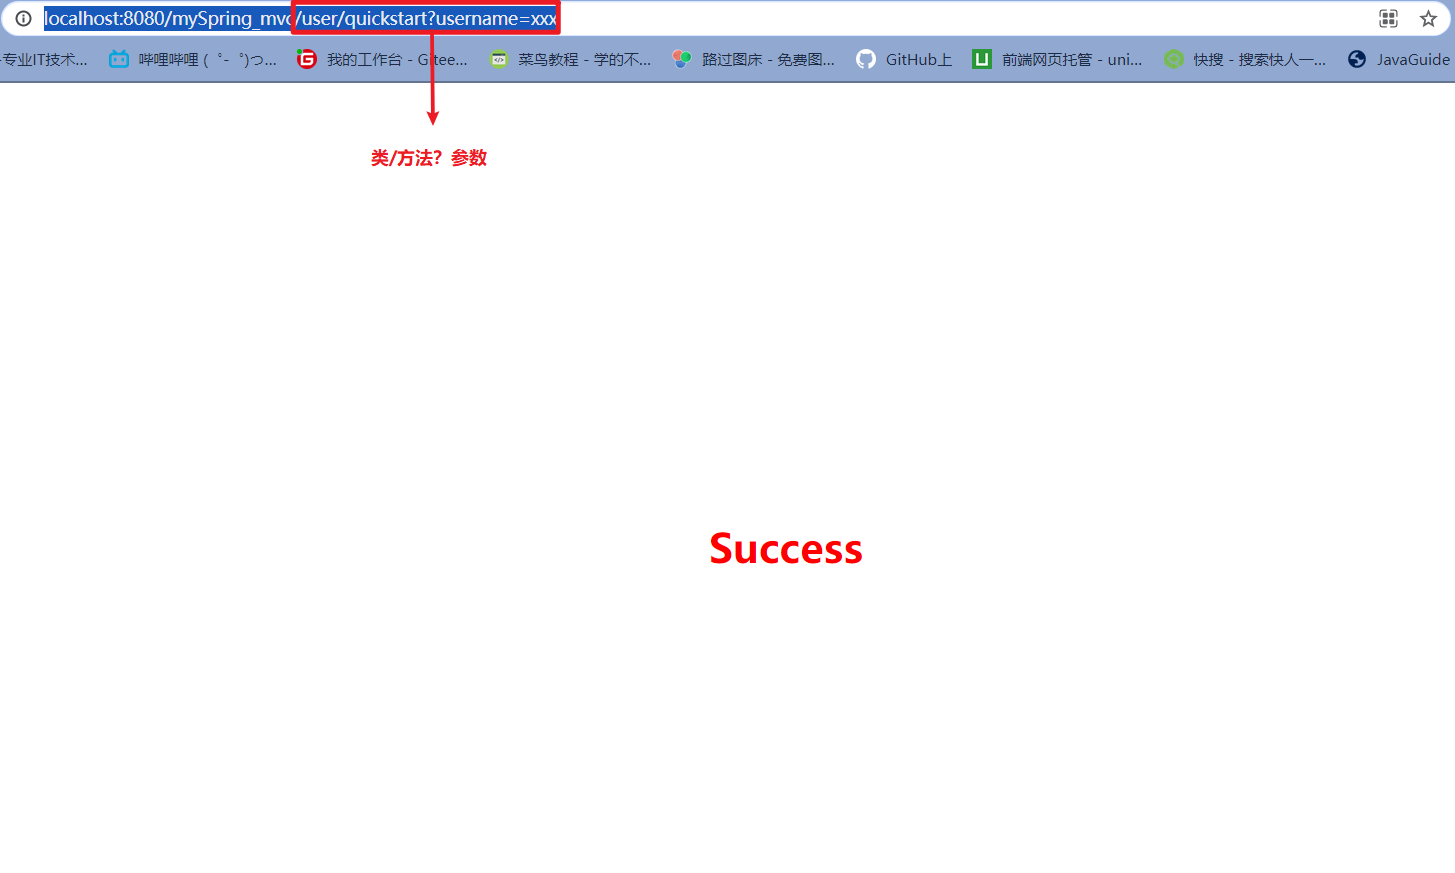 localhost:8080/mySpring_mvc/user/quickstart?username=xxx
专业IT技术... 哔哩哔哩 (゜-゜)つ... 我的工作台 - Gitee... 菜鸟教程 - 学的不... 路过图床 - 免费图... GitHub上 前端网页托管 - uni... 快搜 - 搜索快人一... JavaGuide
类/方法？参数
Success